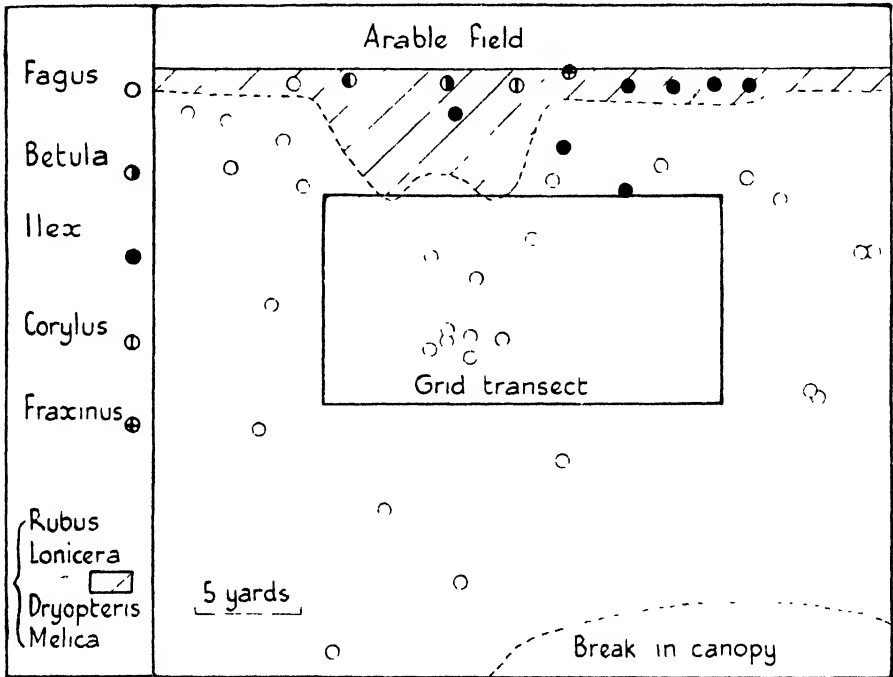 Arable field
Fagus
Betula
Ilex
Corylus
Fraxinus
Rubus
Lonicera
Dryopteris
Melica
Grid transect
5 yards
Break in canopy